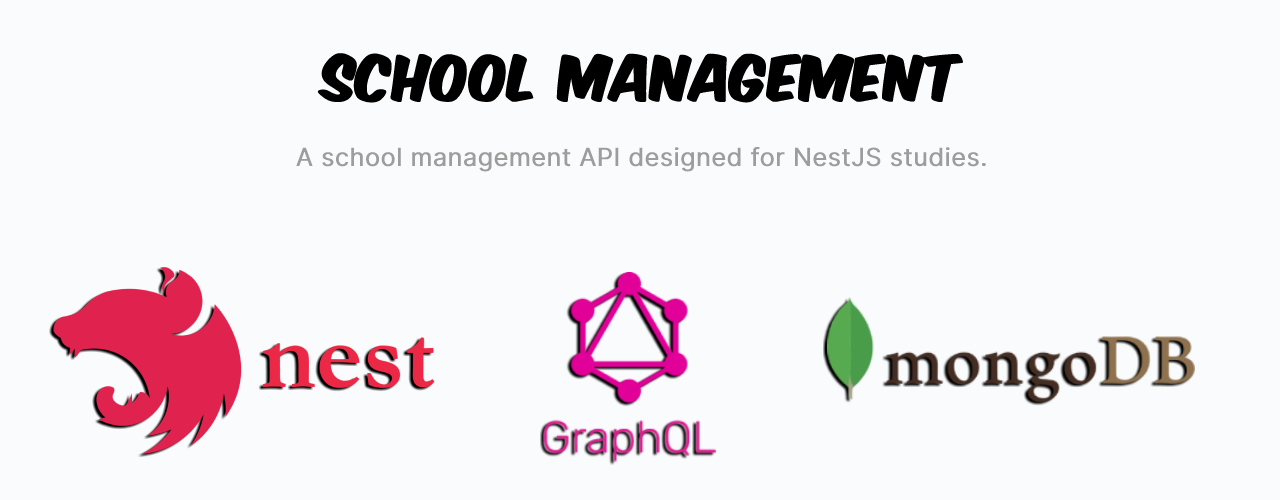 SCHOOL MANAGEMENT
A school management API designed for NestJS studies.
nest
GraphQL
mongoDB